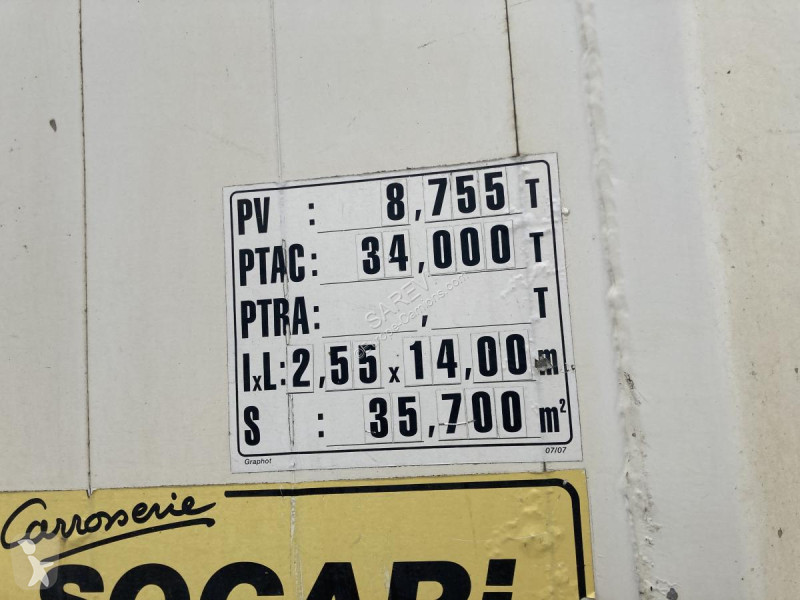 PV : 8,755 T
PTAC: 34,000 T
PTRA: , T
IxL: 2,55 x 14,00 m
S : 35,700 m²
Graphot 07/07
Carrosserie
SOCARi